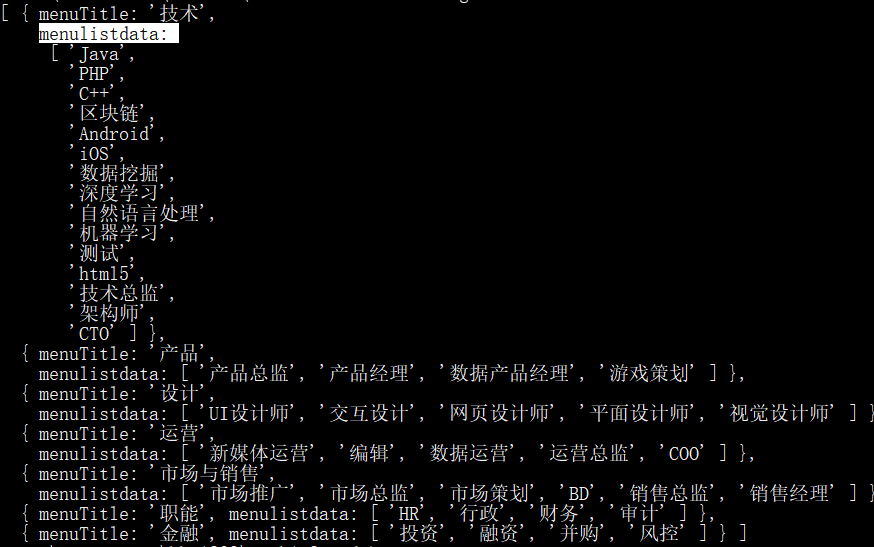 [ { menuTitle: '技术',
menulistdata:
[ 'Java',
'PHP',
'C++',
'区块链',
'Android',
'iOS',
'数据挖掘',
'深度学习',
'自然语言处理',
'机器学习',
'测试',
'html5',
'技术总监',
'架构师',
'CTO' ] },
{ menuTitle: '产品',
menulistdata: [ '产品总监', '产品经理', '数据产品经理', '游戏策划' ] },
{ menuTitle: '设计',
menulistdata: [ 'UI设计师', '交互设计', '网页设计师', '平面设计师', '视觉设计师' ] }
{ menuTitle: '运营',
menulistdata: [ '新媒体运营', '编辑', '数据运营', '运营总监', 'COO' ] },
{ menuTitle: '市场与销售',
menulistdata: [ '市场推广', '市场总监', '市场策划', 'BD', '销售总监', '销售经理' ] }
{ menuTitle: '职能', menulistdata: [ 'HR', '行政', '财务', '审计' ] },
{ menuTitle: '金融', menulistdata: [ '投资', '融资', '并购', '风控' ] } ]